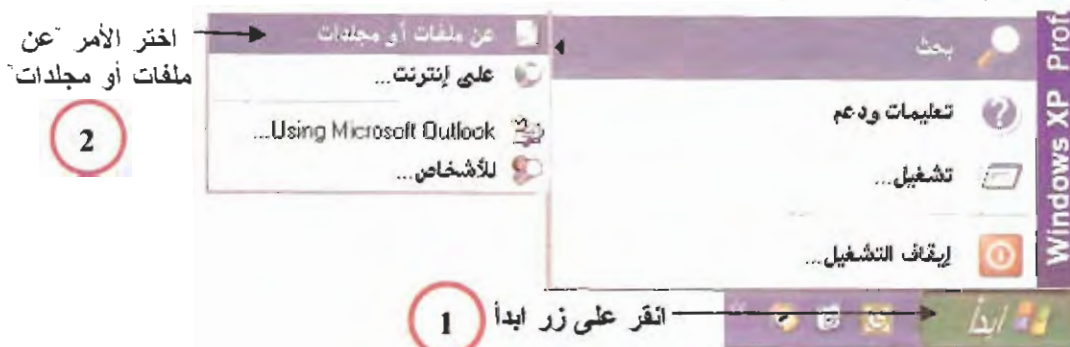 Windows XP Prof
بحث
تعليمات ودعم
تشغيل...
إيقاف التشغيل...
عن ملفات أو مجلدات
على إنترنت...
Using Microsoft Outlook...
للأشخاص...
اختر الأمر "عن
ملفات أو مجلدات"
2
ابدأ
انقر على زر ابدأ
1